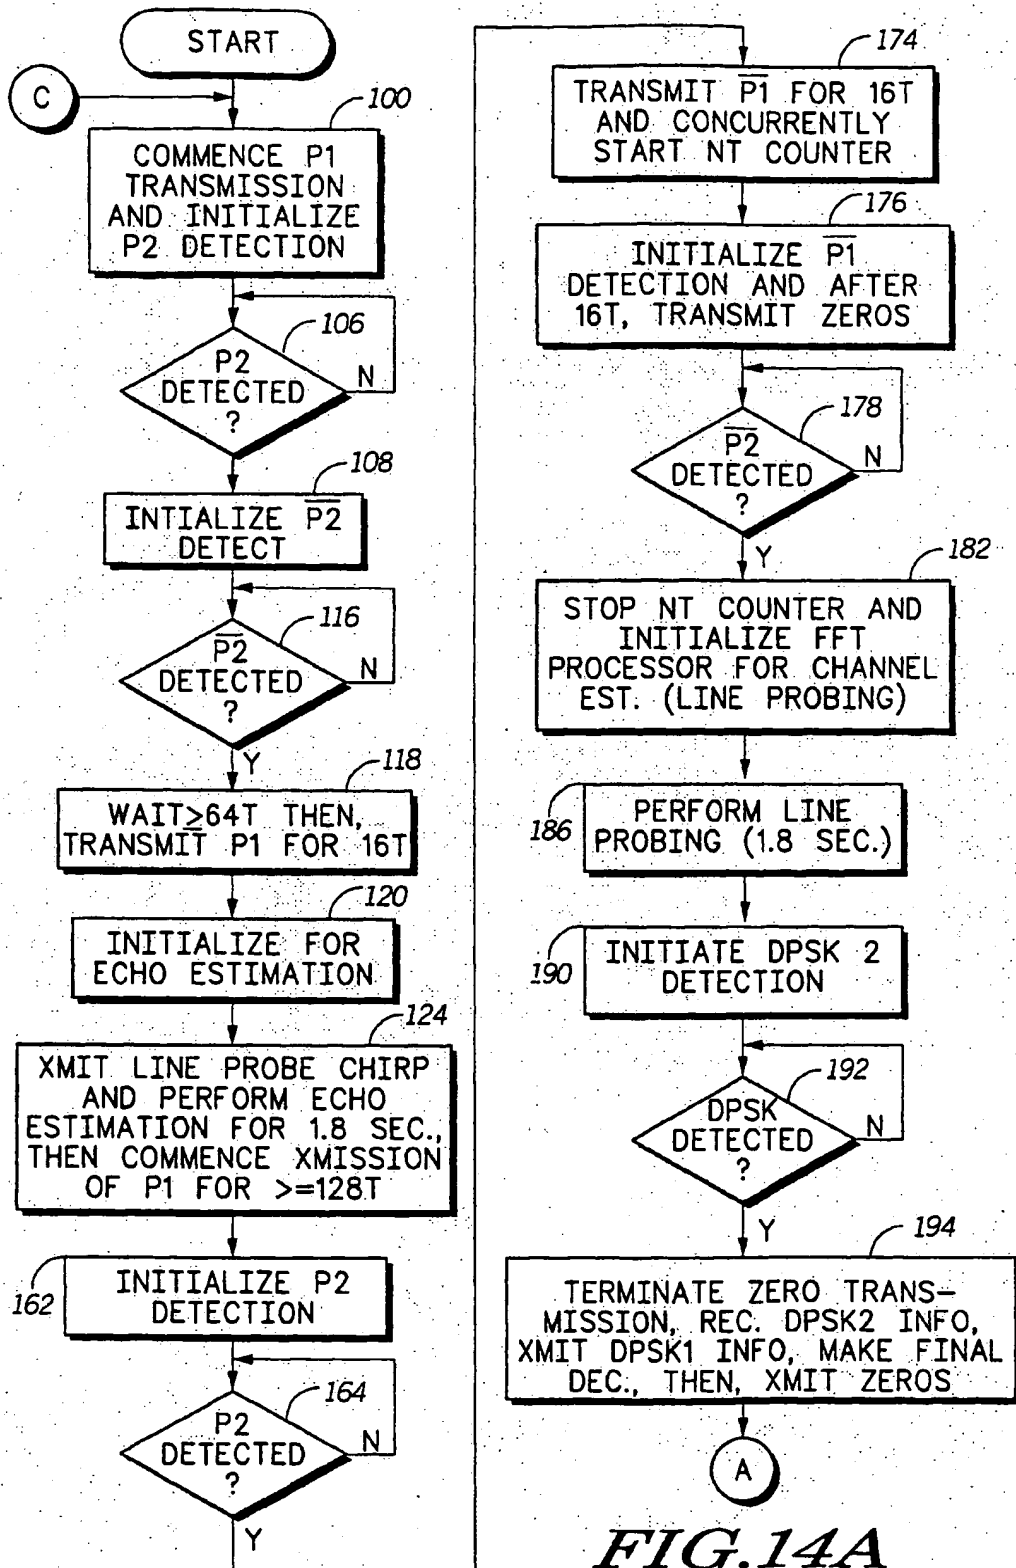 START
C
100
COMMENCE P1
TRANSMISSION
AND INITIALIZE
P2 DETECTION
106
P2
DETECTED
?
N
108
INTIALIZE P̅2̅
DETECT
116
P̅2̅
DETECTED
?
N
Y
118
WAIT≥64T THEN,
TRANSMIT P̅1̅ FOR 16T
120
INITIALIZE FOR
ECHO ESTIMATION
124
XMIT LINE PROBE CHIRP
AND PERFORM ECHO
ESTIMATION FOR 1.8 SEC.,
THEN COMMENCE XMISSION
OF P1 FOR >=128T
162
INITIALIZE P2
DETECTION
164
P2
DETECTED
?
N
Y
174
TRANSMIT P̅1̅ FOR 16T
AND CONCURRENTLY
START NT COUNTER
176
INITIALIZE P̅1̅
DETECTION AND AFTER
16T, TRANSMIT ZEROS
178
P̅2̅
DETECTED
?
N
Y
182
STOP NT COUNTER AND
INITIALIZE FFT
PROCESSOR FOR CHANNEL
EST. (LINE PROBING)
186
PERFORM LINE
PROBING (1.8 SEC.)
190
INITIATE DPSK 2
DETECTION
192
DPSK
DETECTED
?
N
Y
194
TERMINATE ZERO TRANS-
MISSION, REC. DPSK2 INFO,
XMIT DPSK1 INFO, MAKE FINAL
DEC., THEN, XMIT ZEROS
A
FIG.14A